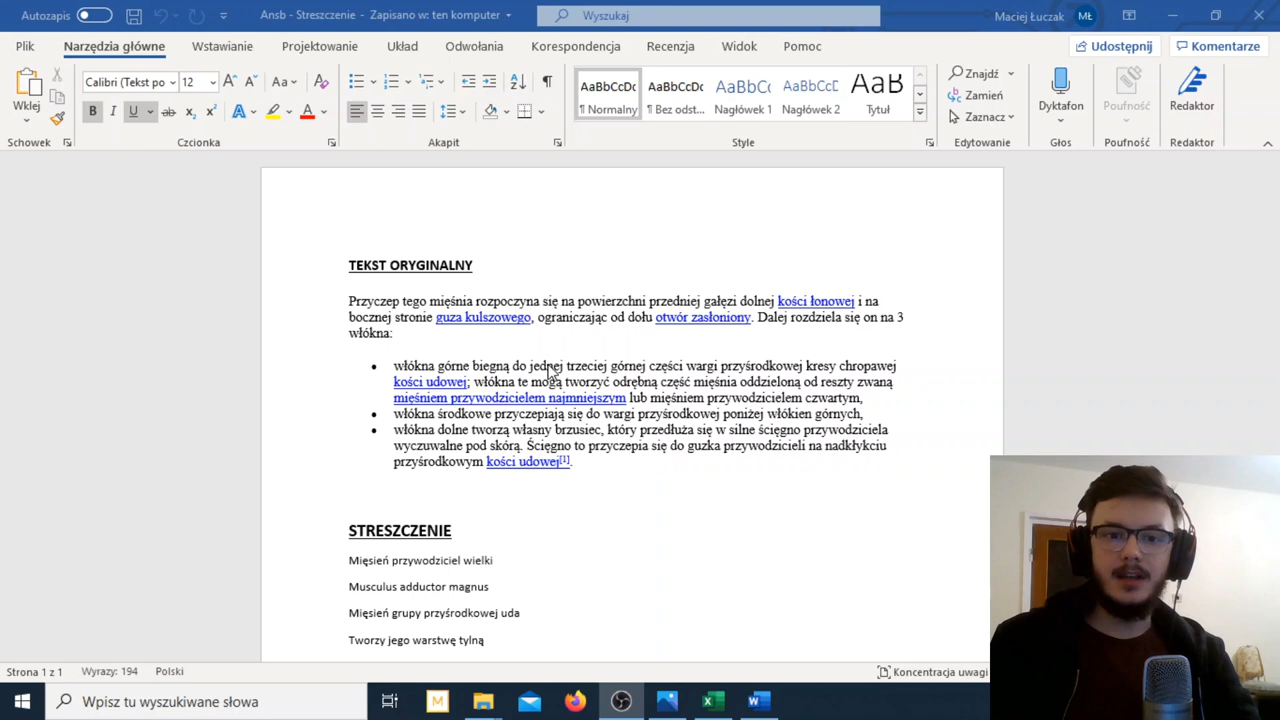 Autozapis
Ansb - Streszczenie - Zapisano w: ten komputer
Wyszukaj
Maciej Łuczak
MŁ
Plik
Narzędzia główne
Wstawianie
Projektowanie
Układ
Odwołania
Korespondencja
Recenzja
Widok
Pomoc
Udostępnij
Komentarze
Wklej
Calibri (Tekst po
12
Aa
B I U ab x₂ x²
AaBbCcDc
AaBbCcDc
AaBbC
AaBbCcD
AaB
¶ Normalny
¶ Bez odst...
Nagłówek 1
Nagłówek 2
Tytuł
Znajdź
Zamień
Zaznacz
Dyktafon
Poufność
Redaktor
Schowek
Czcionka
Akapit
Style
Edytowanie
Głos
Poufność
Redaktor
TEKST ORYGINALNY
Przyczep tego mięśnia rozpoczyna się na powierzchni przedniej gałęzi dolnej kości łonowej i na
bocznej stronie guza kulszowego, ograniczając od dołu otwór zasłoniony. Dalej rozdziela się on na 3
włókna:
• włókna górne biegną do jednej trzeciej górnej części wargi przyśrodkowej kresy chropawej
kości udowej; włókna te mogą tworzyć odrębną część mięśnia oddzieloną od reszty zwaną
mięśniem przywodzicielem najmniejszym lub mięśniem przywodzicielem czwartym,
• włókna środkowe przyczepiają się do wargi przyśrodkowej poniżej włókien górnych,
• włókna dolne tworzą własny brzusiec, który przedłuża się w silne ścięgno przywodziciela
wyczuwalne pod skórą. Ścięgno to przyczepia się do guzka przywodzicieli na nadkłykciu
przyśrodkowym kości udowej[1].
STRESZCZENIE
Mięsień przywodziciel wielki
Musculus adductor magnus
Mięsień grupy przyśrodkowej uda
Tworzy jego warstwę tylną
Strona 1 z 1
Wyrazy: 194
Polski
Koncentracja uwagi
Wpisz tu wyszukiwane słowa